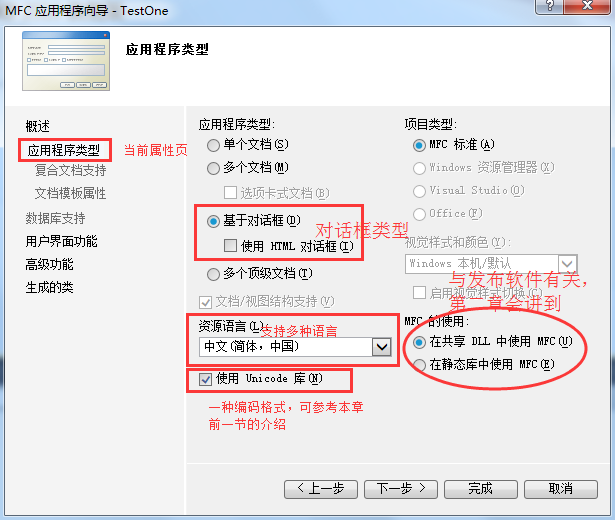 MFC 应用程序向导 - TestOne
应用程序类型
概述
应用程序类型
当前属性页
复合文档支持
文档模板属性
数据库支持
用户界面功能
高级功能
生成的类
应用程序类型:
单个文档(S)
多个文档(M)
选项卡式文档(B)
基于对话框(D)
对话框类型
使用 HTML 对话框(T)
多个顶级文档(T)
文档/视图结构支持(V)
资源语言(L)
支持多种语言
中文(简体，中国)
使用 Unicode 库(N)
一种编码格式，可参考本章
前一节的介绍
项目类型:
MFC 标准(A)
Windows 资源管理器(X)
Visual Studio(O)
Office(F)
视觉样式和颜色(Y):
Windows 本机/默认
与发布软件有关，
第一章会讲到
启用视觉样式切换(C)
MFC 的使用:
在共享 DLL 中使用 MFC(U)
在静态库中使用 MFC(E)
< 上一步
下一步 >
完成
取消